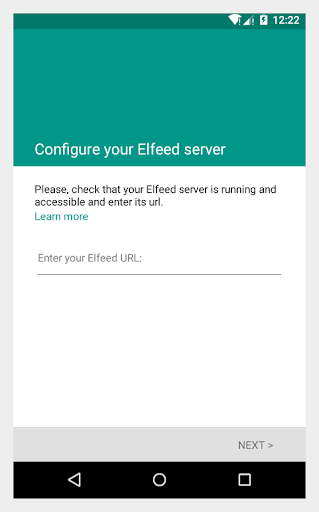 12:22
Configure your Elfeed server
Please, check that your Elfeed server is running and
accessible and enter its url.
Learn more
Enter your Elfeed URL:
NEXT >